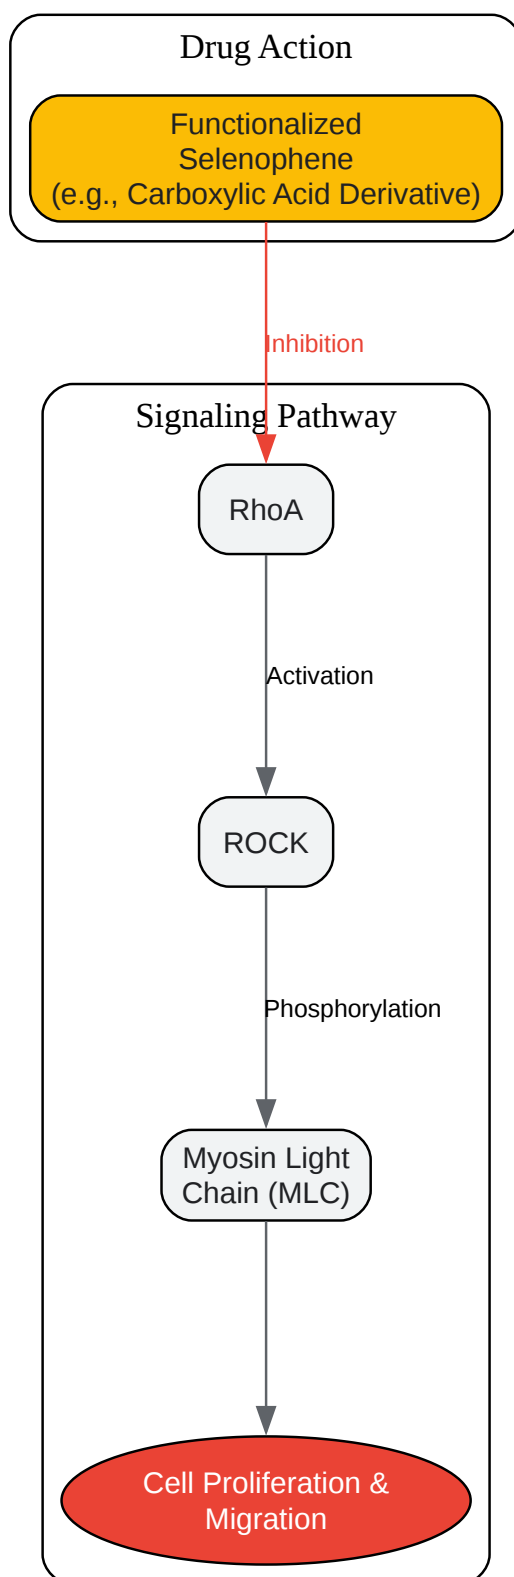 Drug Action
Functionalized
Selenophene
(e.g., Carboxylic Acid Derivative)
Inhibition
Signaling Pathway
RhoA
Activation
ROCK
Phosphorylation
Myosin Light
Chain (MLC)
Cell Proliferation &
Migration